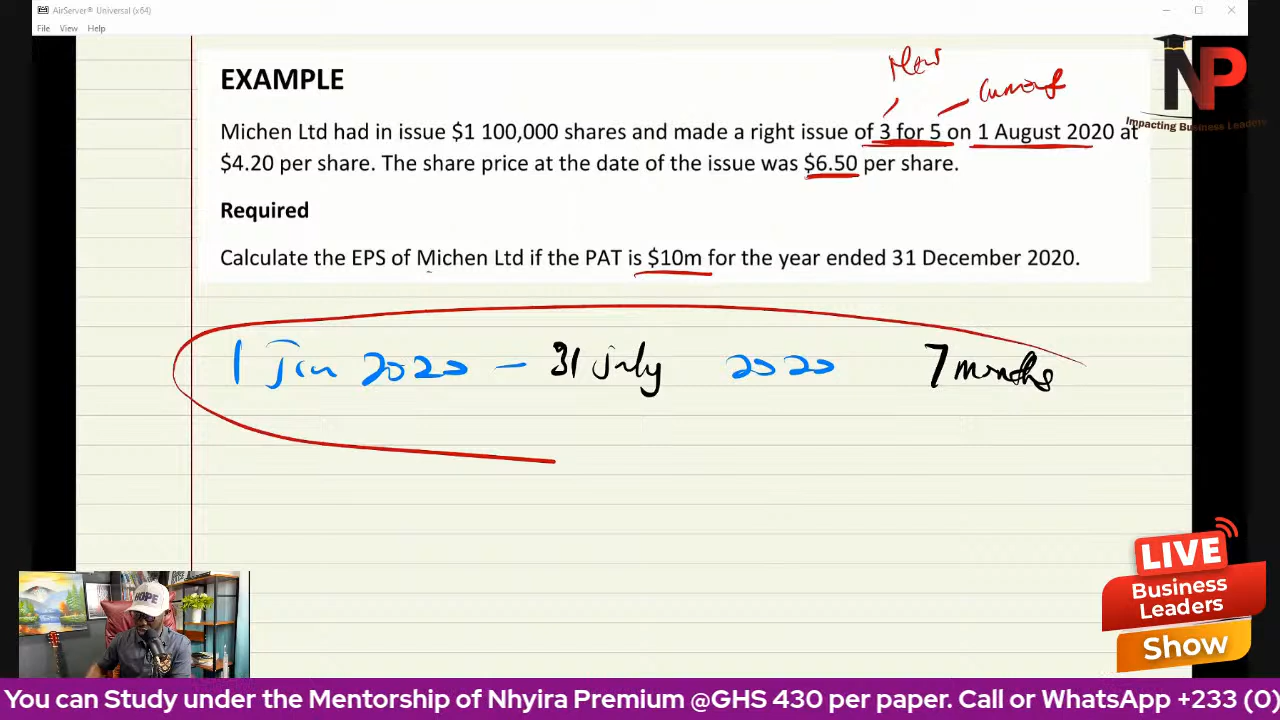 AirServer® Universal (x64)
File View Help
New
Current
NP
Impacting Business Leaders
EXAMPLE
Michen Ltd had in issue $1 100,000 shares and made a right issue of 3 for 5 on 1 August 2020 at
$4.20 per share. The share price at the date of the issue was $6.50 per share.
Required
Calculate the EPS of Michen Ltd if the PAT is $10m for the year ended 31 December 2020.
1 Jan 2020 - 31 july 2020 7 months
HOPE
LIVE
Business
Leaders
Show
You can Study under the Mentorship of Nhyira Premium @GHS 430 per paper. Call or WhatsApp +233 (0)